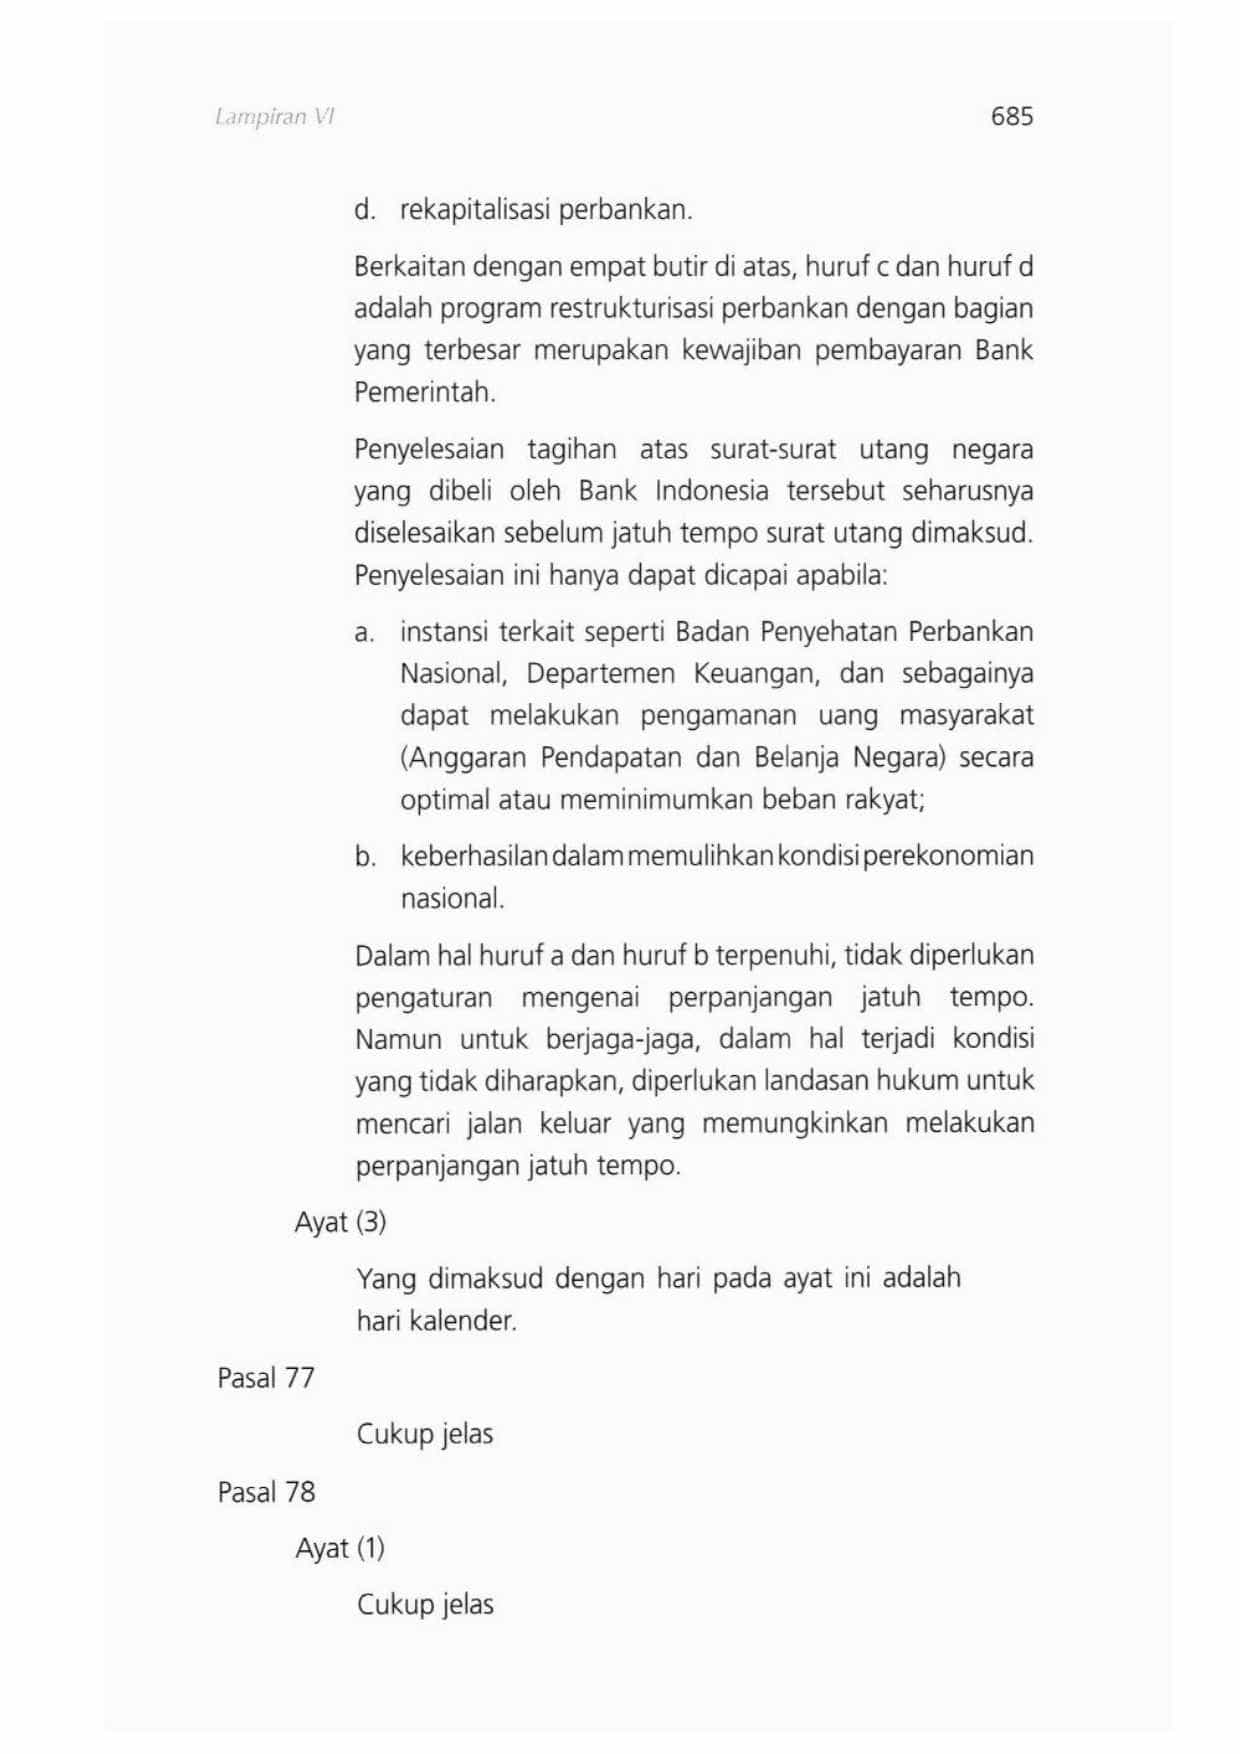 Lampiran VI
685
d. rekapitalisasi perbankan.
Berkaitan dengan empat butir di atas, huruf c dan huruf d
adalah program restrukturisasi perbankan dengan bagian
yang terbesar merupakan kewajiban pembayaran Bank
Pemerintah.
Penyelesaian tagihan atas surat-surat utang negara
yang dibeli oleh Bank Indonesia tersebut seharusnya
diselesaikan sebelum jatuh tempo surat utang dimaksud.
Penyelesaian ini hanya dapat dicapai apabila:
a. instansi terkait seperti Badan Penyehatan Perbankan
Nasional, Departemen Keuangan, dan sebagainya
dapat melakukan pengamanan uang masyarakat
(Anggaran Pendapatan dan Belanja Negara) secara
optimal atau meminimumkan beban rakyat;
b. keberhasilan dalam memulihkan kondisi perekonomian
nasional.
Dalam hal huruf a dan huruf b terpenuhi, tidak diperlukan
pengaturan mengenai perpanjangan jatuh tempo.
Namun untuk berjaga-jaga, dalam hal terjadi kondisi
yang tidak diharapkan, diperlukan landasan hukum untuk
mencari jalan keluar yang memungkinkan melakukan
perpanjangan jatuh tempo.
Ayat (3)
Yang dimaksud dengan hari pada ayat ini adalah
hari kalender.
Pasal 77
Cukup jelas
Pasal 78
Ayat (1)
Cukup jelas